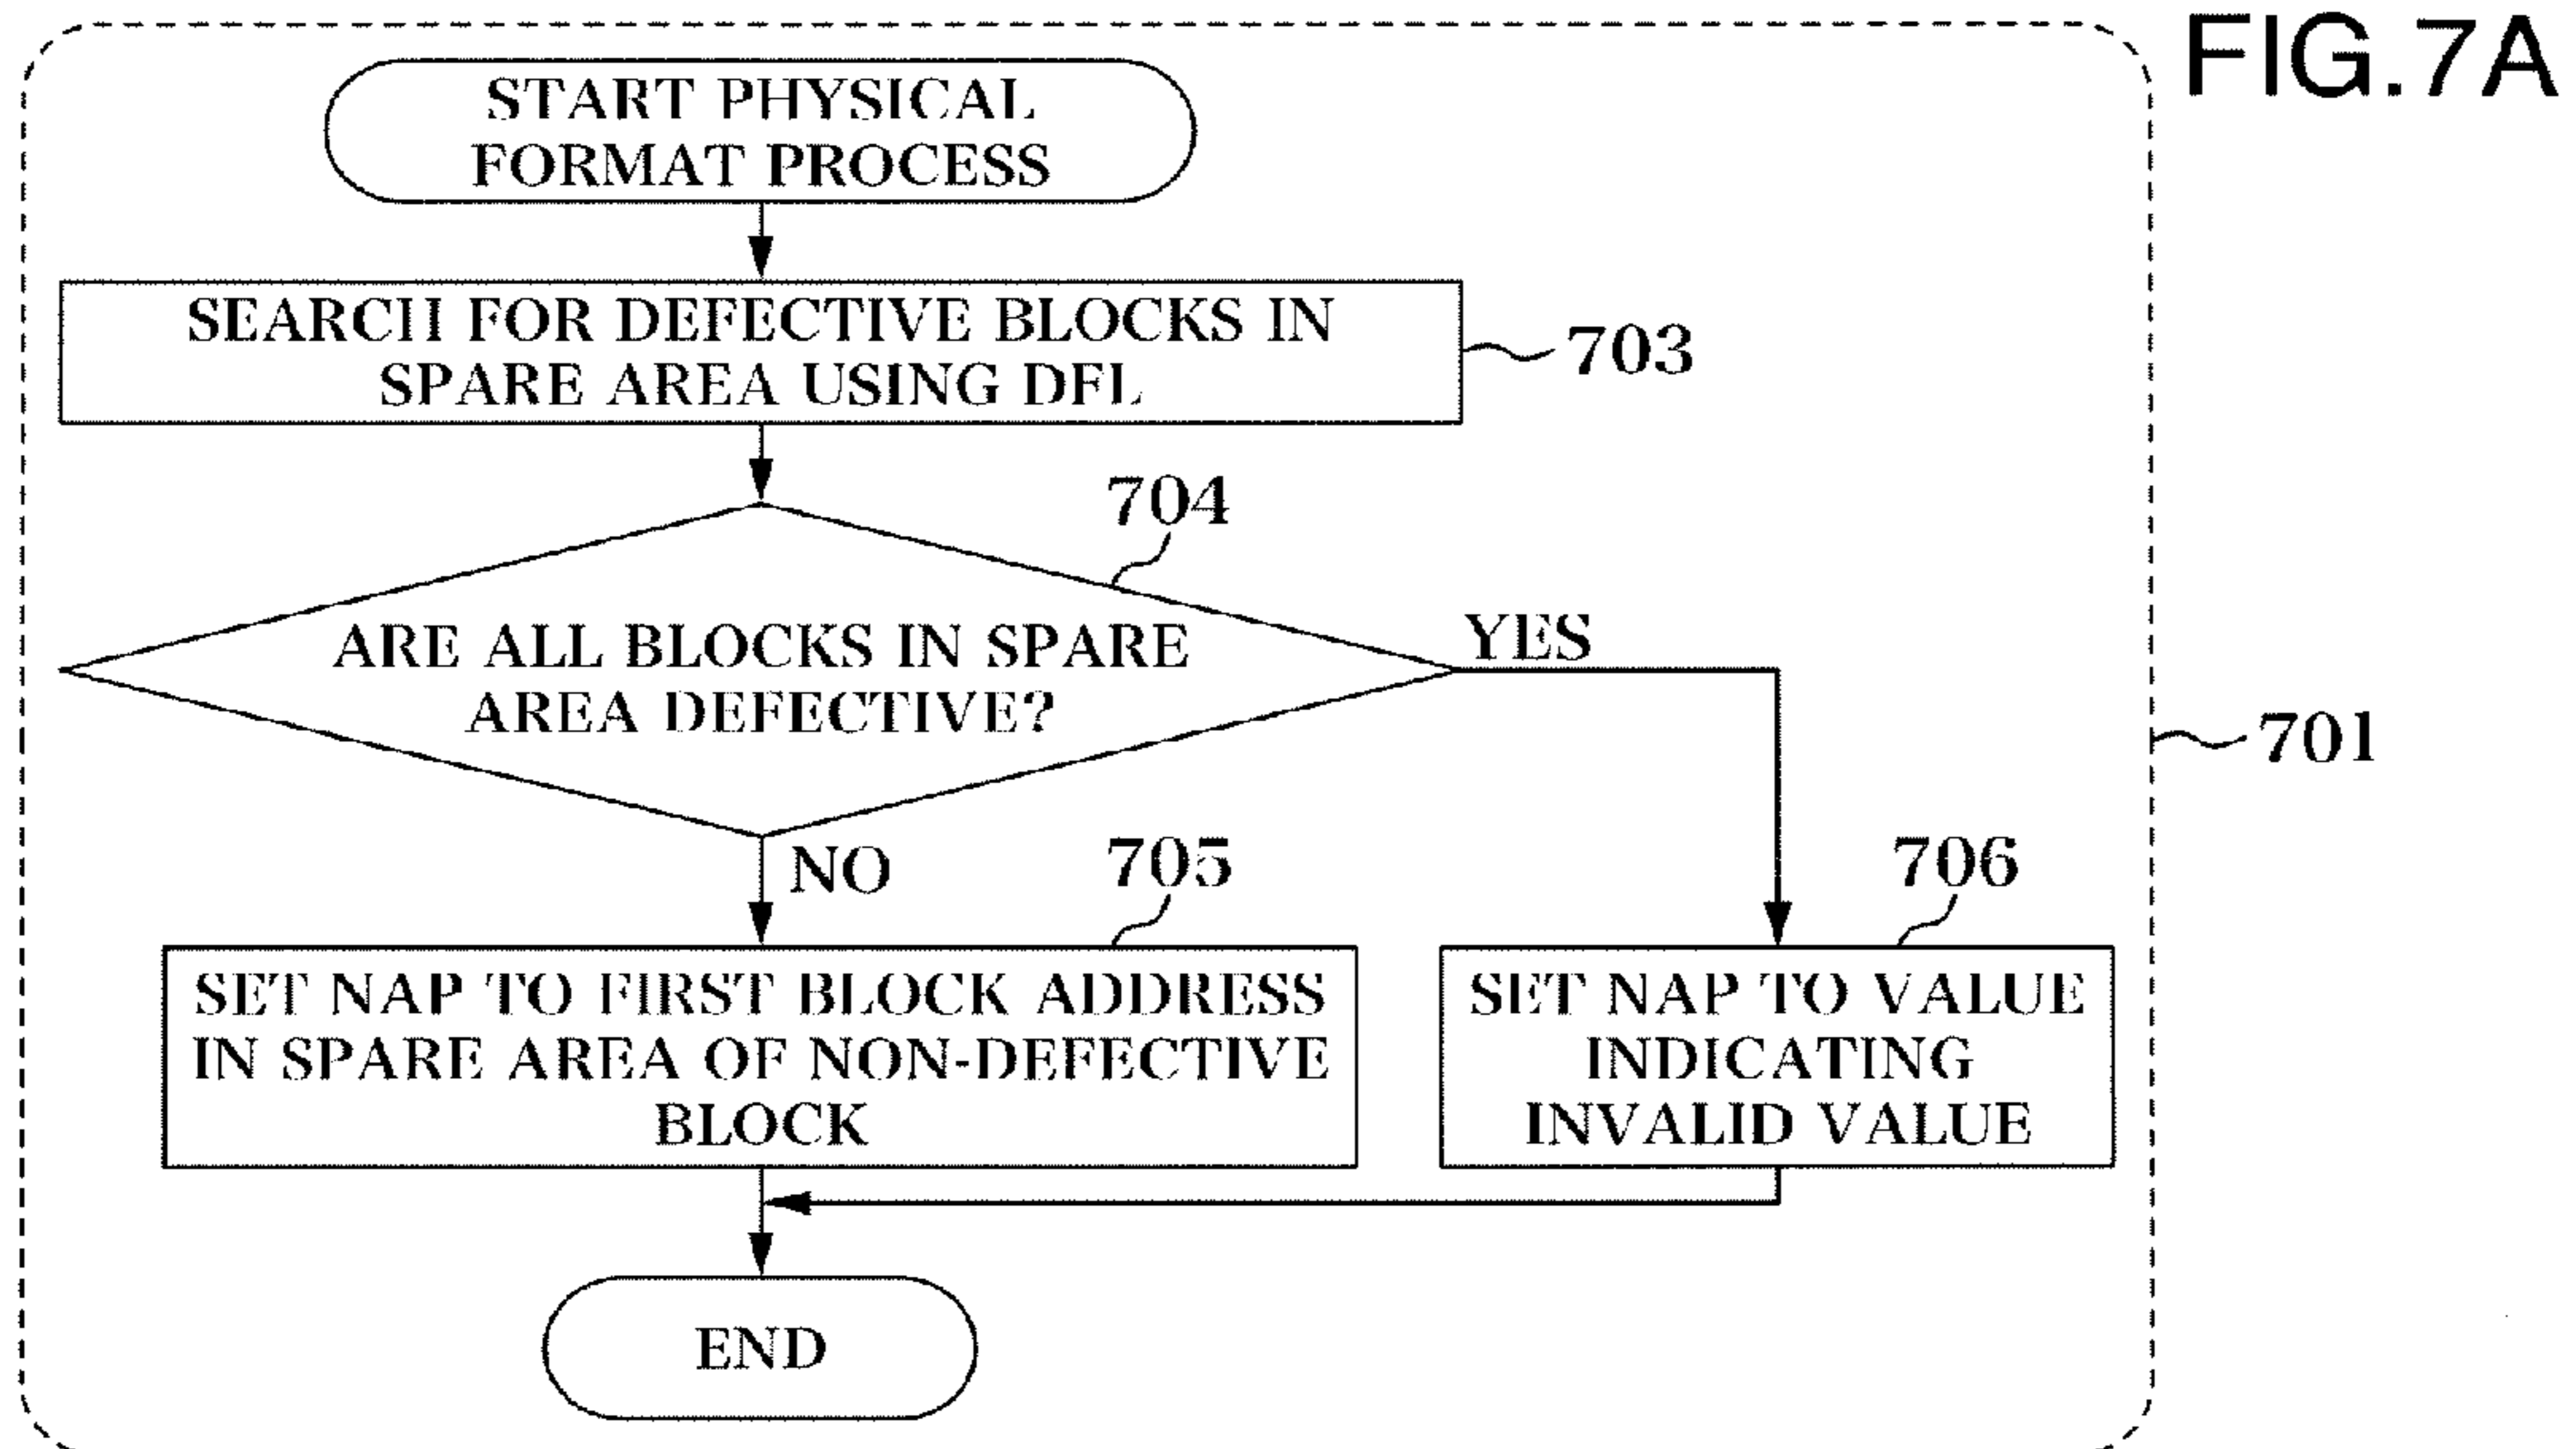 FIG.7A
START PHYSICAL
FORMAT PROCESS
SEARCH FOR DEFECTIVE BLOCKS IN
SPARE AREA USING DFL
703
704
ARE ALL BLOCKS IN SPARE
AREA DEFECTIVE?
YES
701
NO
705
706
SET NAP TO FIRST BLOCK ADDRESS
IN SPARE AREA OF NON-DEFECTIVE
BLOCK
SET NAP TO VALUE
INDICATING
INVALID VALUE
END